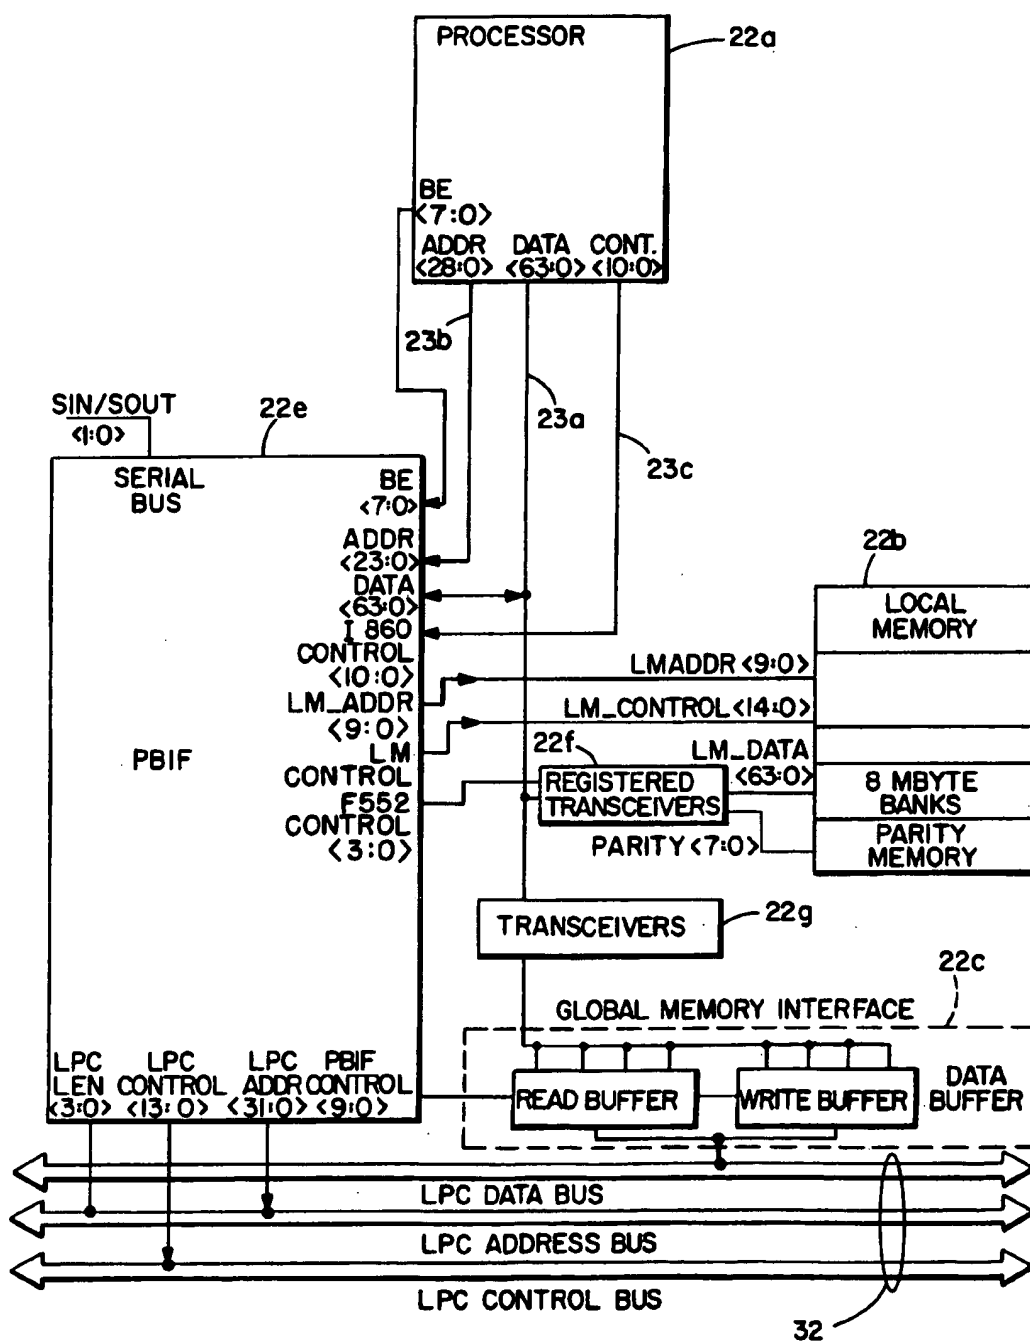 PROCESSOR
22a
BE
<7:0>
ADDR DATA CONT.
<28:0> <63:0> <10:0>
23b
23a
23c
SIN/SOUT
<1:0>
22e
SERIAL
BUS
BE
<7:0>
ADDR
<23:0>
DATA
<63:0>
I 860
CONTROL
<10:0>
LM_ADDR
<9:0>
LM
CONTROL
F552
CONTROL
<3:0>
PBIF
22b
LOCAL
MEMORY
LMADDR <9:0>
LM_CONTROL <14:0>
22f
LM_DATA
<63:0>
REGISTERED
TRANSCEIVERS
8 MBYTE
BANKS
PARITY <7:0>
PARITY
MEMORY
TRANSCEIVERS
22g
22c
GLOBAL MEMORY INTERFACE
LPC LPC LPC PBIF
LEN CONTROL ADDR CONTROL
<3:0> <13:0> <31:0> <9:0>
READ BUFFER
WRITE BUFFER
DATA
BUFFER
LPC DATA BUS
LPC ADDRESS BUS
LPC CONTROL BUS
32